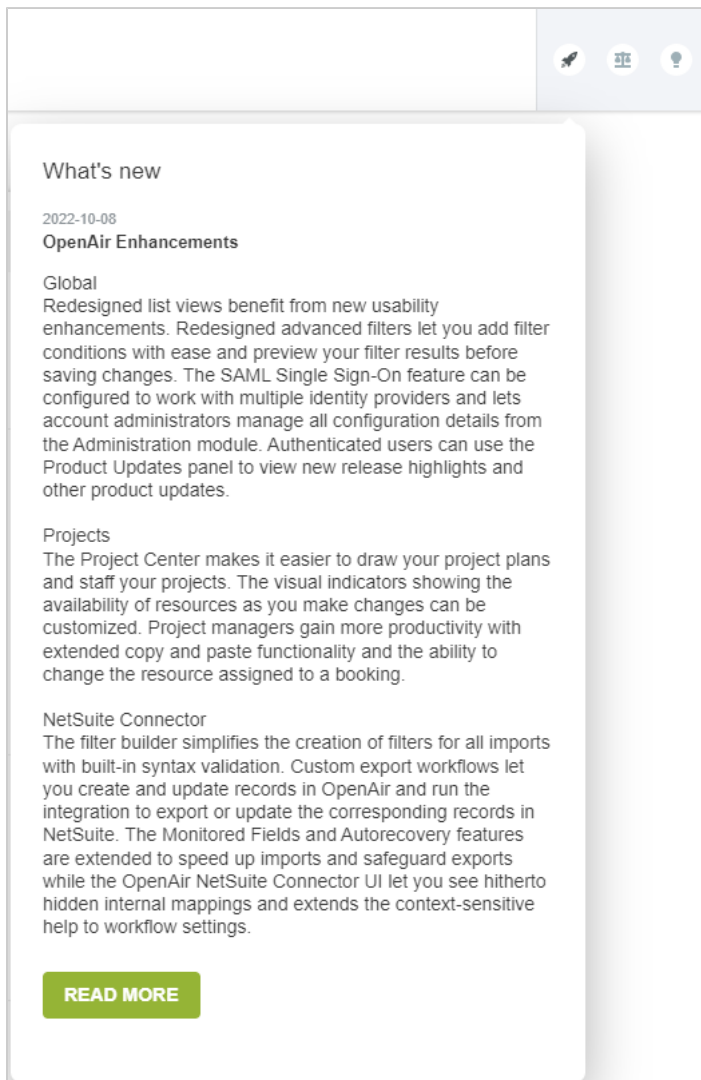 What's new
2022-10-08
OpenAir Enhancements
Global
Redesigned list views benefit from new usability
enhancements. Redesigned advanced filters let you add filter
conditions with ease and preview your filter results before
saving changes. The SAML Single Sign-On feature can be
configured to work with multiple identity providers and lets
account administrators manage all configuration details from
the Administration module. Authenticated users can use the
Product Updates panel to view new release highlights and
other product updates.
Projects
The Project Center makes it easier to draw your project plans
and staff your projects. The visual indicators showing the
availability of resources as you make changes can be
customized. Project managers gain more productivity with
extended copy and paste functionality and the ability to
change the resource assigned to a booking.
NetSuite Connector
The filter builder simplifies the creation of filters for all imports
with built-in syntax validation. Custom export workflows let
you create and update records in OpenAir and run the
integration to export or update the corresponding records in
NetSuite. The Monitored Fields and Autorecovery features
are extended to speed up imports and safeguard exports
while the OpenAir NetSuite Connector UI let you see hitherto
hidden internal mappings and extends the context-sensitive
help to workflow settings.
READ MORE